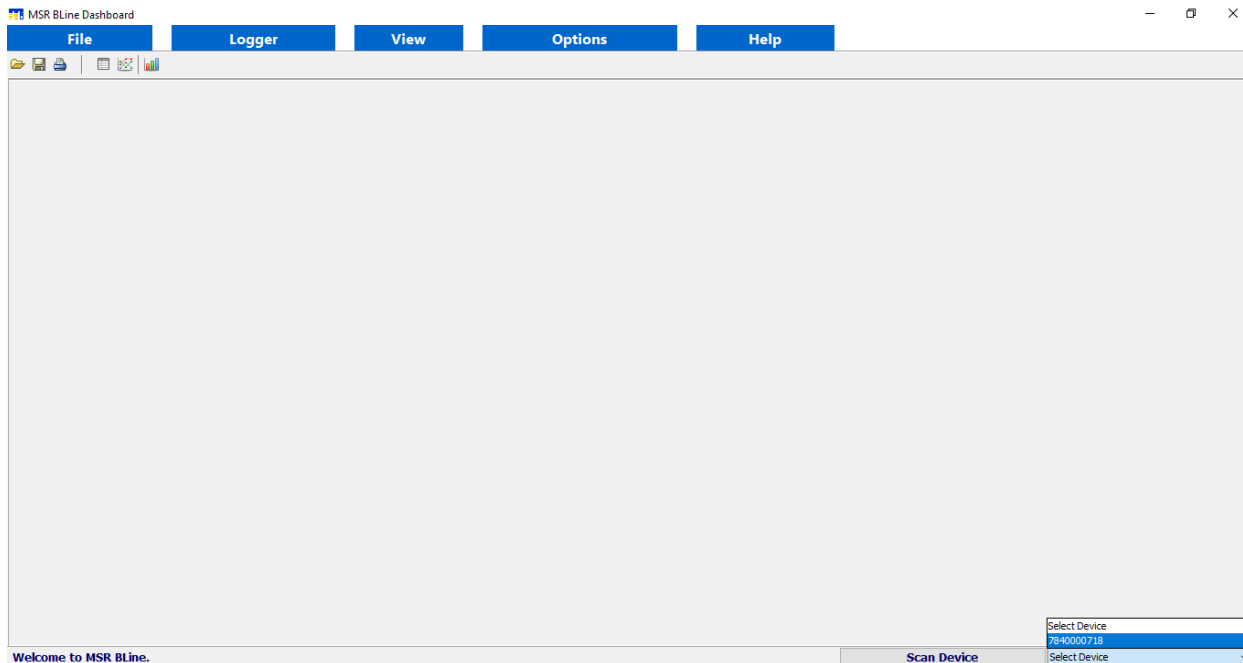 MSR BLine Dashboard
File Logger View Options Help
Select Device
7840000718
Welcome to MSR BLine. Scan Device Select Device